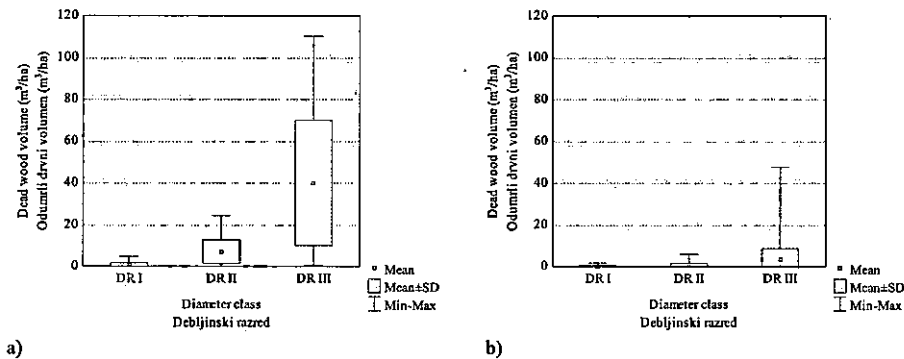 Dead wood volume (m³/ha)
Odumrli drvni volumen (m³/ha)
120
100
80
60
40
20
0
DR I DR II DR III
Diameter class
Debljinski razred
Mean
Mean±SD
Min-Max
a)
Dead wood volume (m³/ha)
Odumrli drvni volumen (m³/ha)
120
100
80
60
40
20
0
DR I DR II DR III
Diameter class
Debljinski razred
Mean
Mean±SD
Min-Max
b)